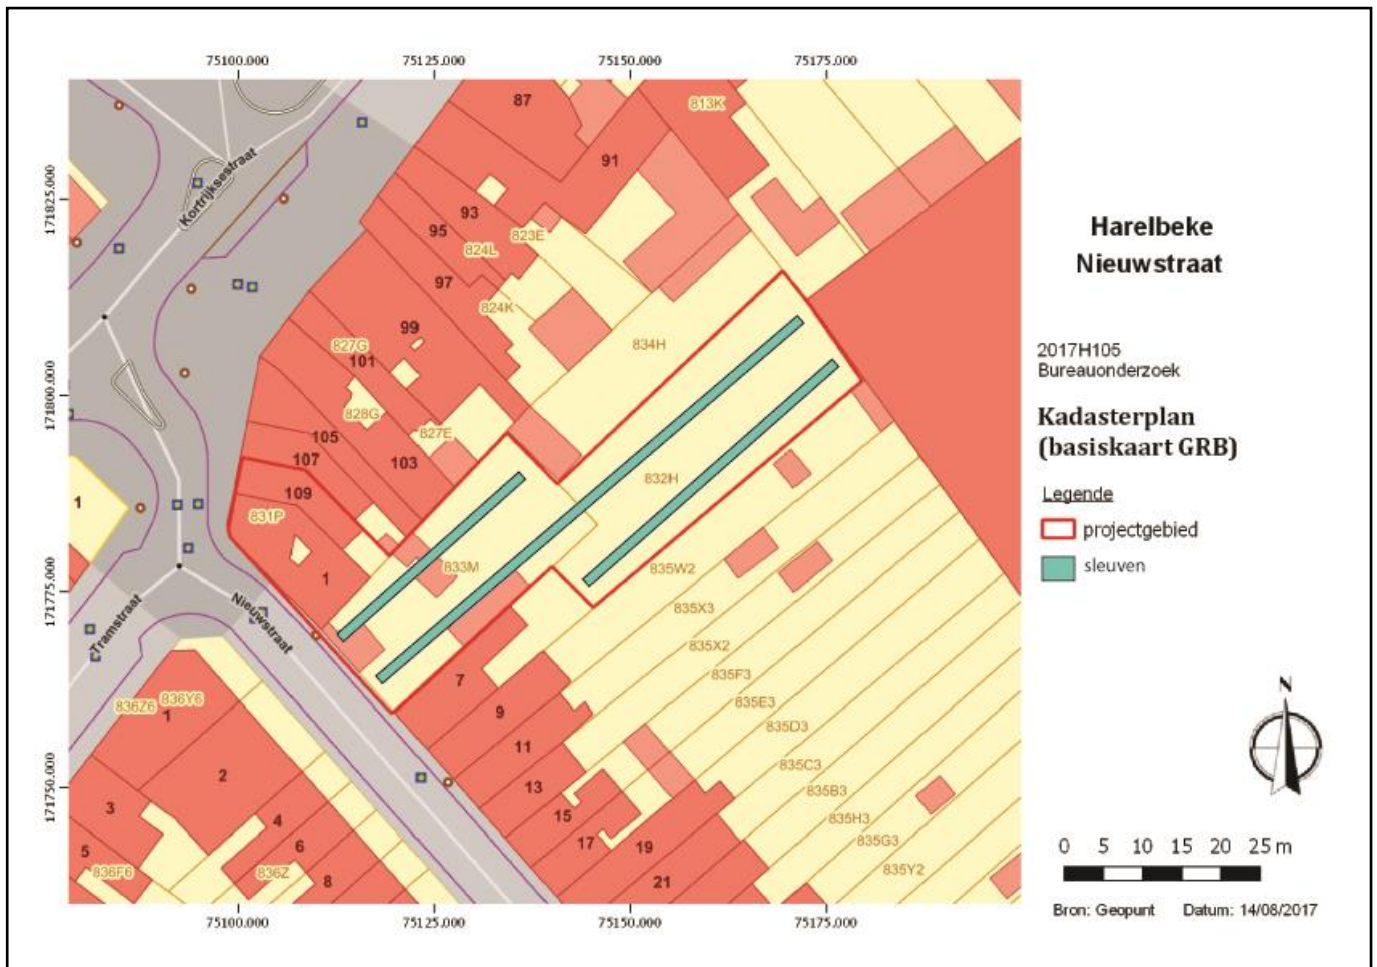 75100.000 75125.000 75150.000 75175.000
171825.000
171800.000
171775.000
171750.000
Kortrijksestraat
Tramstraat
Nieuwstraat
87
813K
91
93
823E
95
824L
97
824K
99
834H
827G
101
828G
827E
105
107
103
109
831P
832H
833M
1
1
835W2
835X3
835X2
835F3
835E3
835D3
835C3
835B3
835H3
835G3
835Y2
7
9
11
13
15
17
19
21
836Z6 836Y6
1
2
3
4
5
6
836F6
836Z
8
75100.000 75125.000 75150.000 75175.000
Harelbeke
Nieuwstraat
2017H105
Bureauonderzoek
Kadasterplan
(basiskaart GRB)
Legende
projectgebied
sleuven
N
0 5 10 15 20 25 m
Bron: Geopunt Datum: 14/08/2017